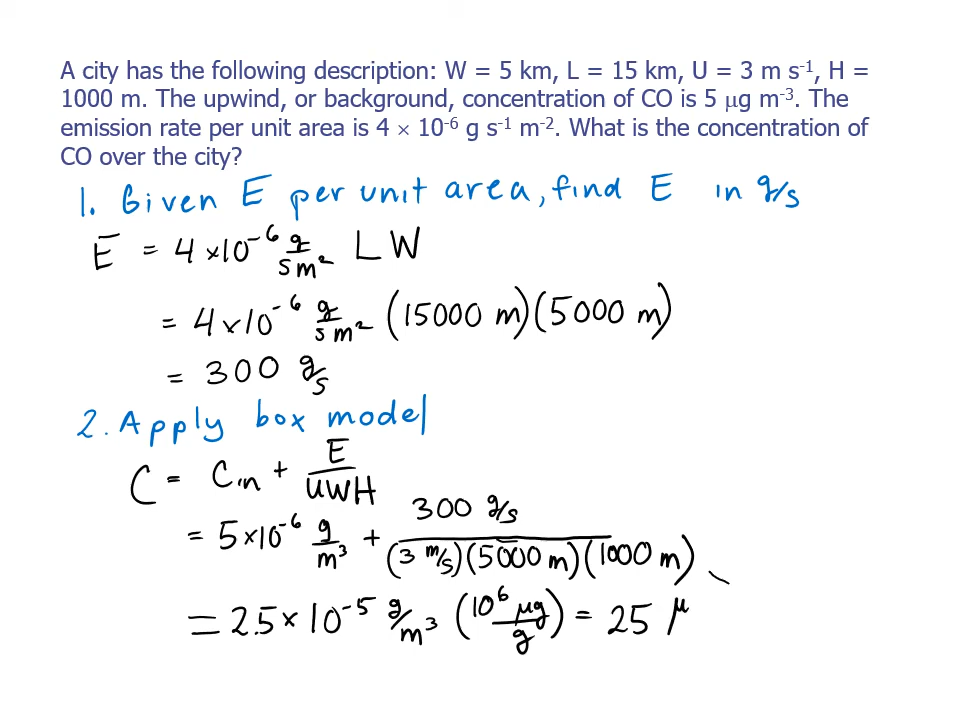 A city has the following description: W = 5 km, L = 15 km, U = 3 m s⁻¹, H =
1000 m. The upwind, or background, concentration of CO is 5 μg m⁻³. The
emission rate per unit area is 4 × 10⁻⁶ g s⁻¹ m⁻². What is the concentration of
CO over the city?
1. Given E per unit area, find E in g/s
E = 4×10⁻⁶ g/sm² LW
= 4×10⁻⁶ g/sm² (15000 m)(5000 m)
= 300 g/s
2. Apply box model
C = Cin + E/UWH
= 5×10⁻⁶ g/m³ + 300 g/s / (3 m/s)(5000 m)(1000 m)
= 2.5×10⁻⁵ g/m³ (10⁶ μg/g) = 25 μ